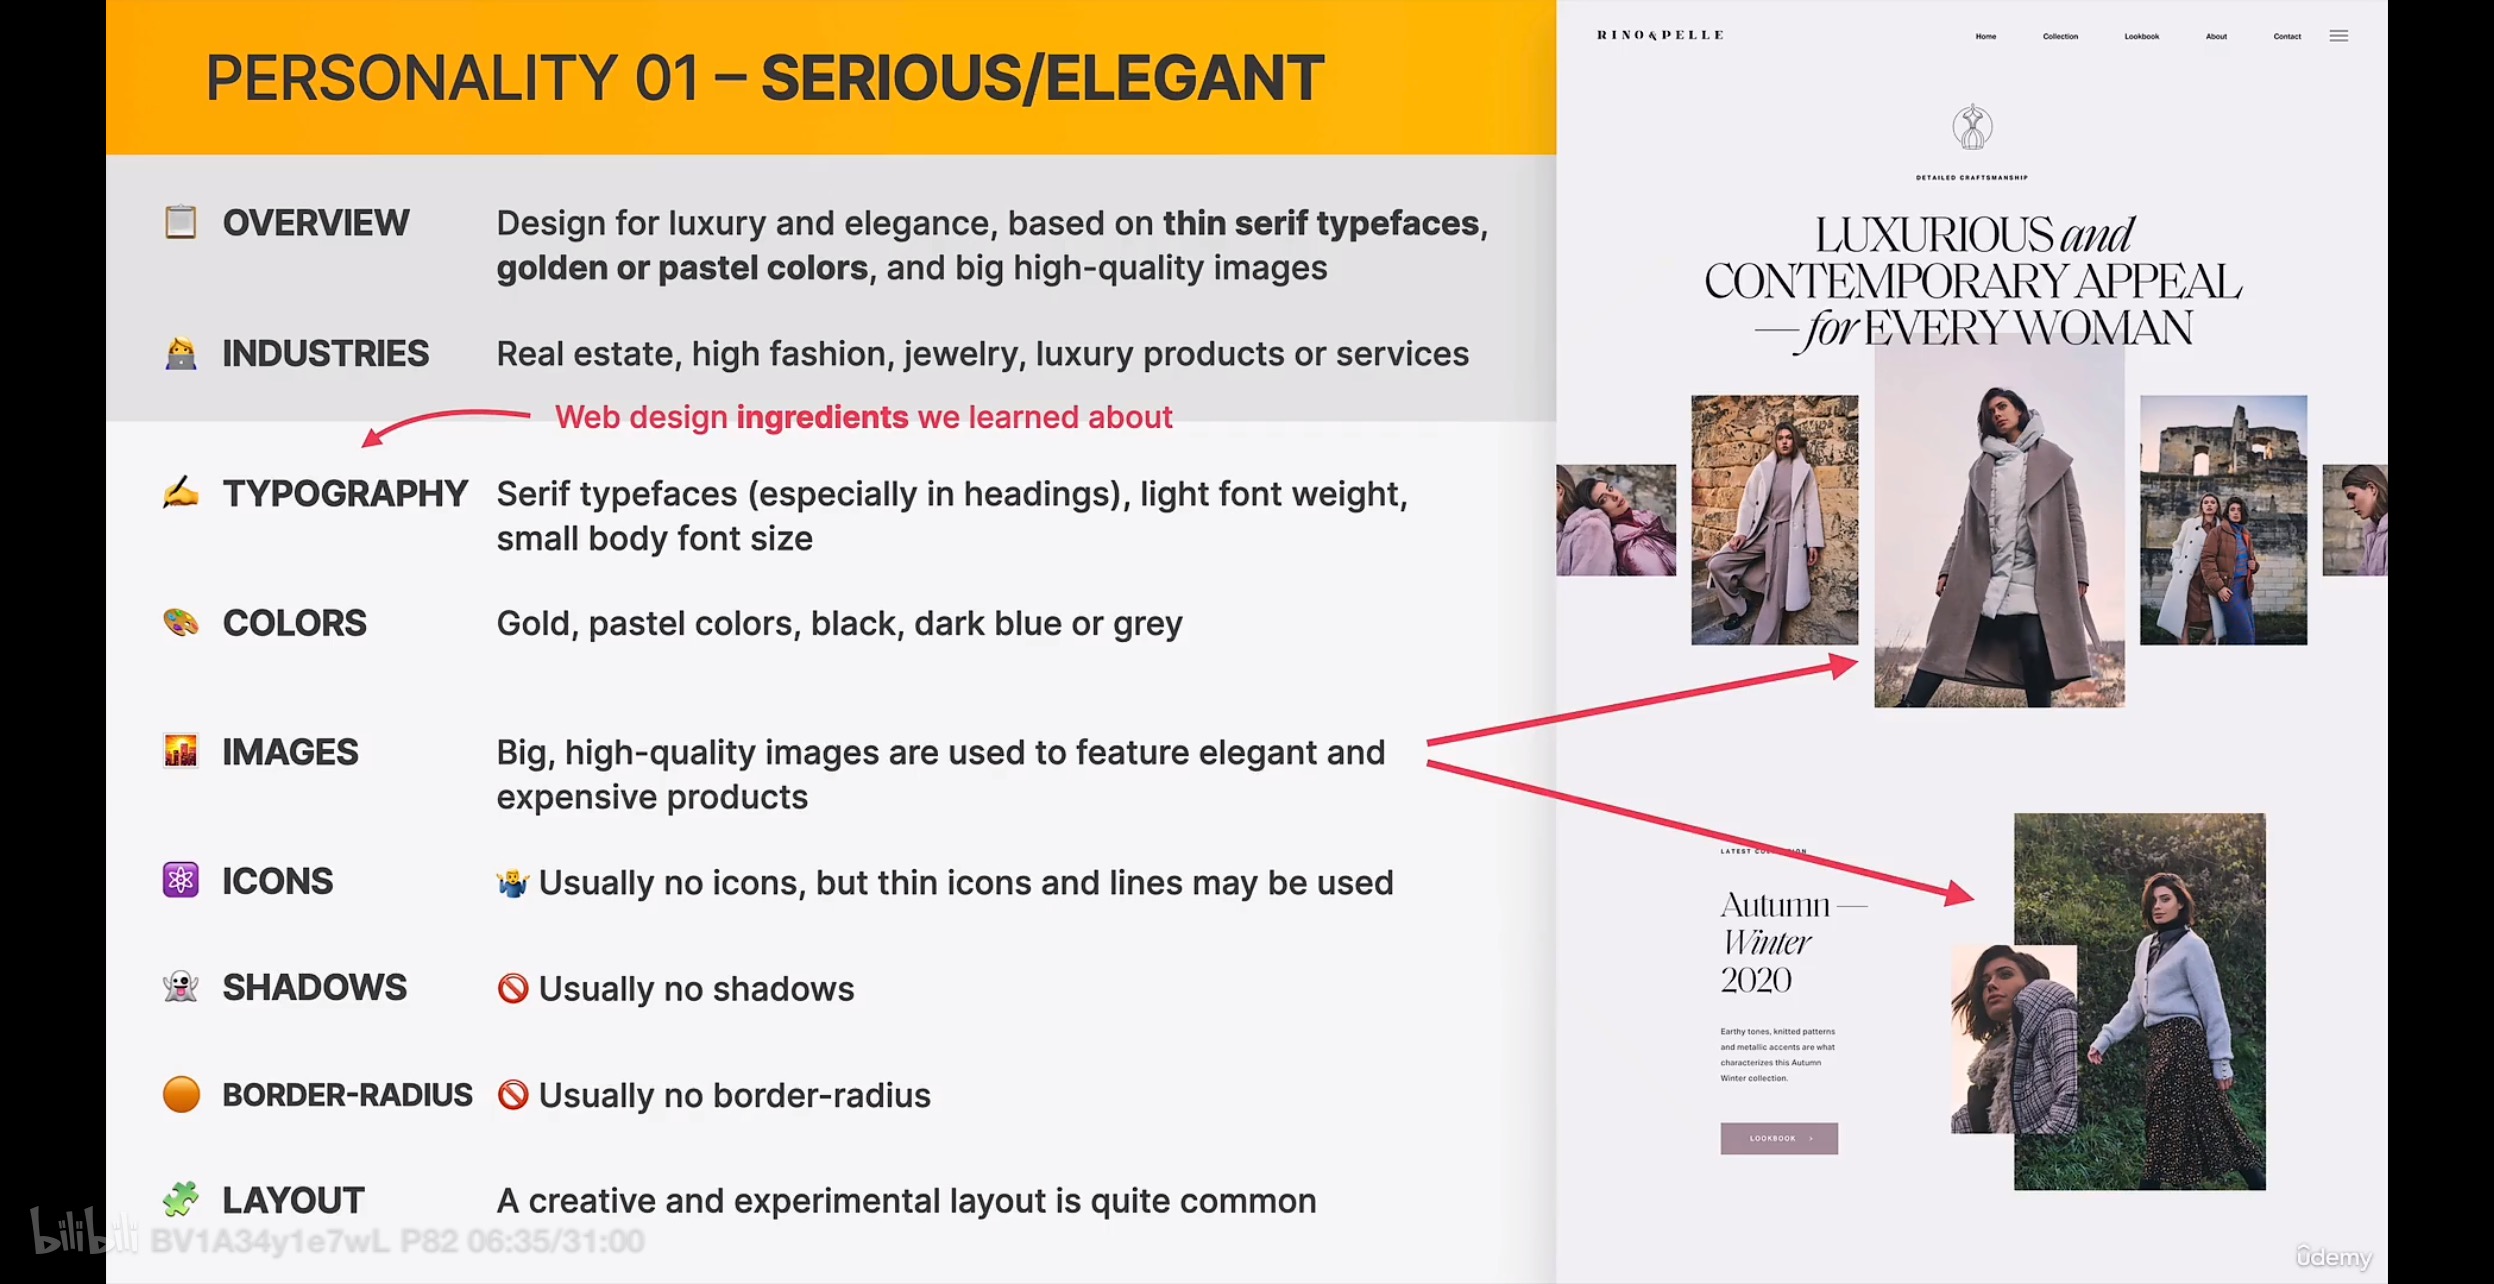 PERSONALITY 01 – SERIOUS/ELEGANT
OVERVIEW
Design for luxury and elegance, based on thin serif typefaces,
golden or pastel colors, and big high-quality images
INDUSTRIES
Real estate, high fashion, jewelry, luxury products or services
Web design ingredients we learned about
TYPOGRAPHY
Serif typefaces (especially in headings), light font weight,
small body font size
COLORS
Gold, pastel colors, black, dark blue or grey
IMAGES
Big, high-quality images are used to feature elegant and
expensive products
ICONS
Usually no icons, but thin icons and lines may be used
SHADOWS
Usually no shadows
BORDER-RADIUS
Usually no border-radius
LAYOUT
A creative and experimental layout is quite common
bilibili BV1A34y1e7wL P82 06:35/31:00
RINO&PELLE
Home Collection Lookbook About Contact
DETAILED CRAFTSMANSHIP
LUXURIOUS and
CONTEMPORARY APPEAL
— for EVERY WOMAN
LATEST
Autumn —
Winter
2020
Earthy tones, knitted patterns
and metallic accents are what
characterizes this Autumn
Winter collection.
LOOKBOOK >
ûdemy